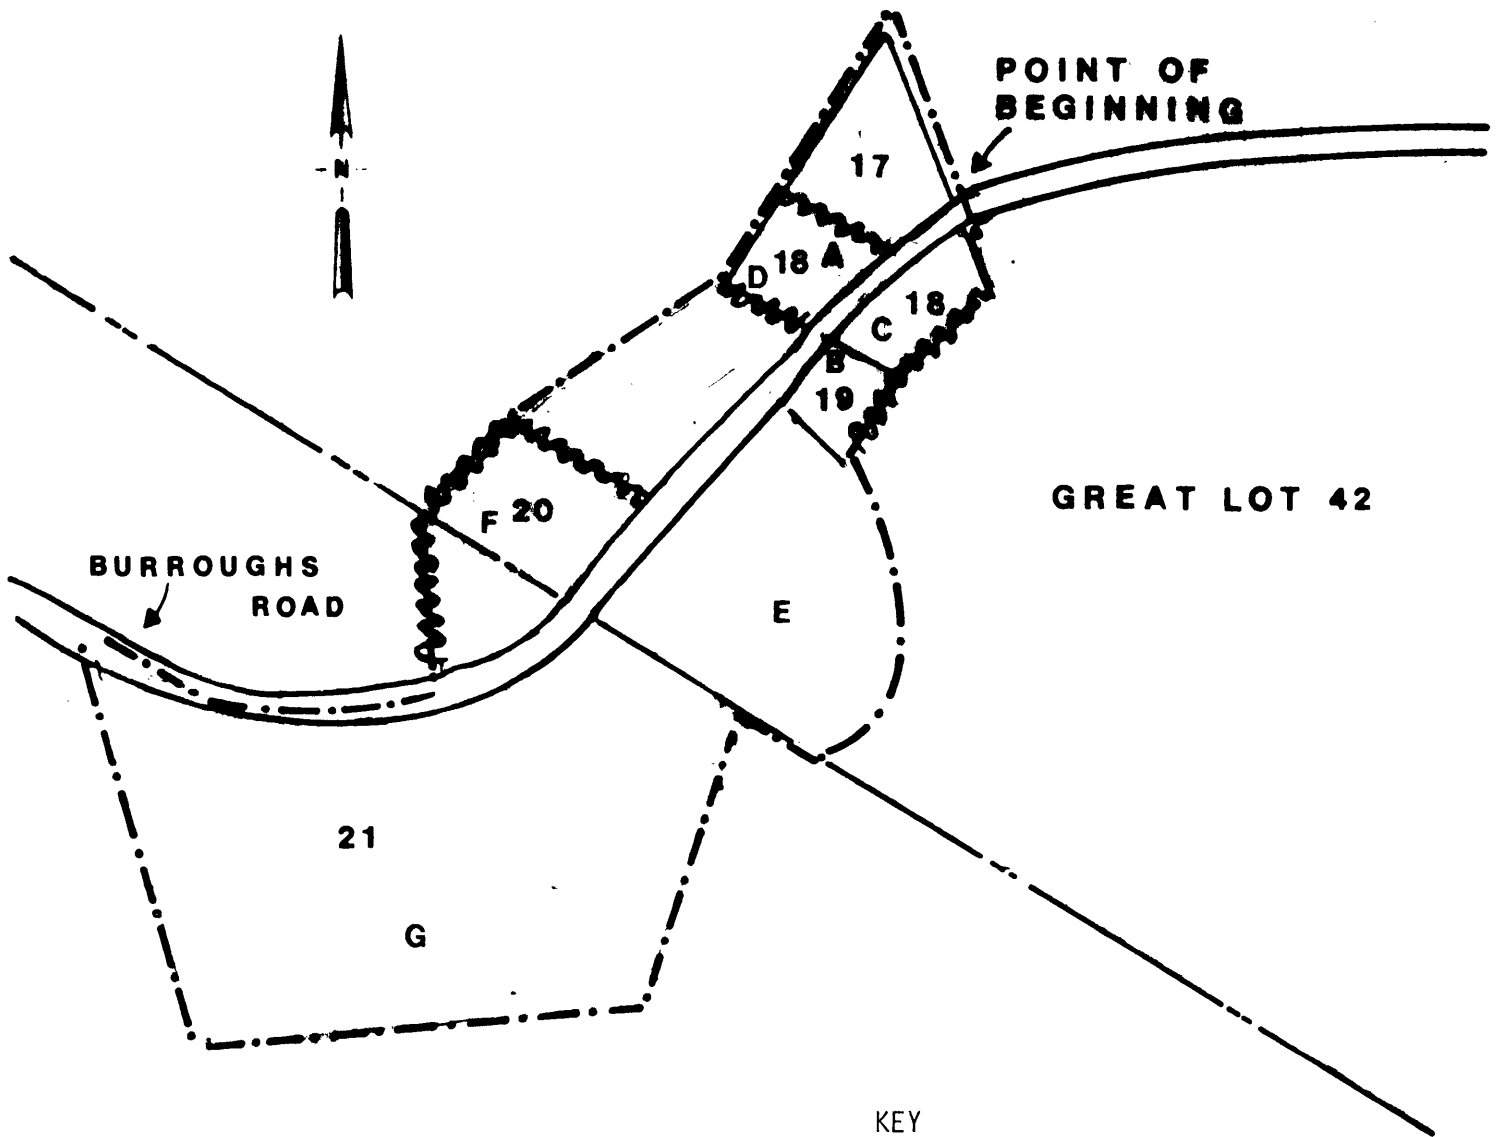 POINT OF
BEGINNING
17
N
18 A
D
18
C
B
19
GREAT LOT 42
F 20
BURROUGHS
ROAD
E
21
G
KEY